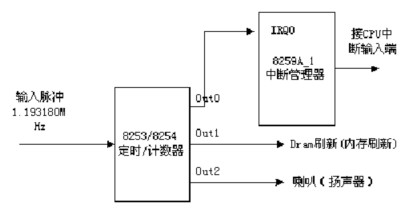 IRQ0
8259A_1
中断管理器
接CPU中
断输入端
输入脉冲
1.193180M
Hz
8253/8254
定时/计数器
Out0
Out1
Out2
Dram刷新(内存刷新)
喇叭(扬声器)